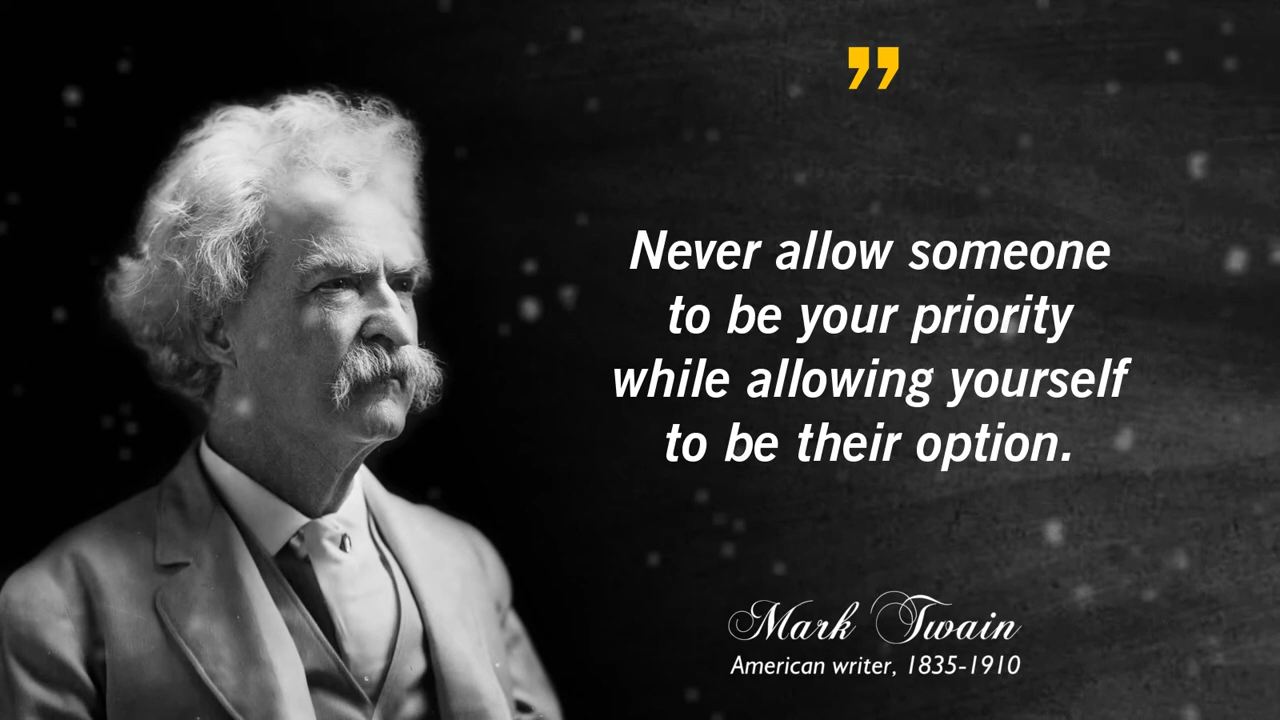 ”
Never allow someone
to be your priority
while allowing yourself
to be their option.
Mark Twain
American writer, 1835-1910